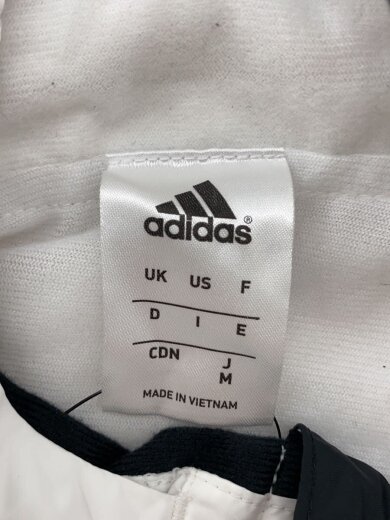 adidas®
UK US F
D I E
CDN J
M
MADE IN VIETNAM